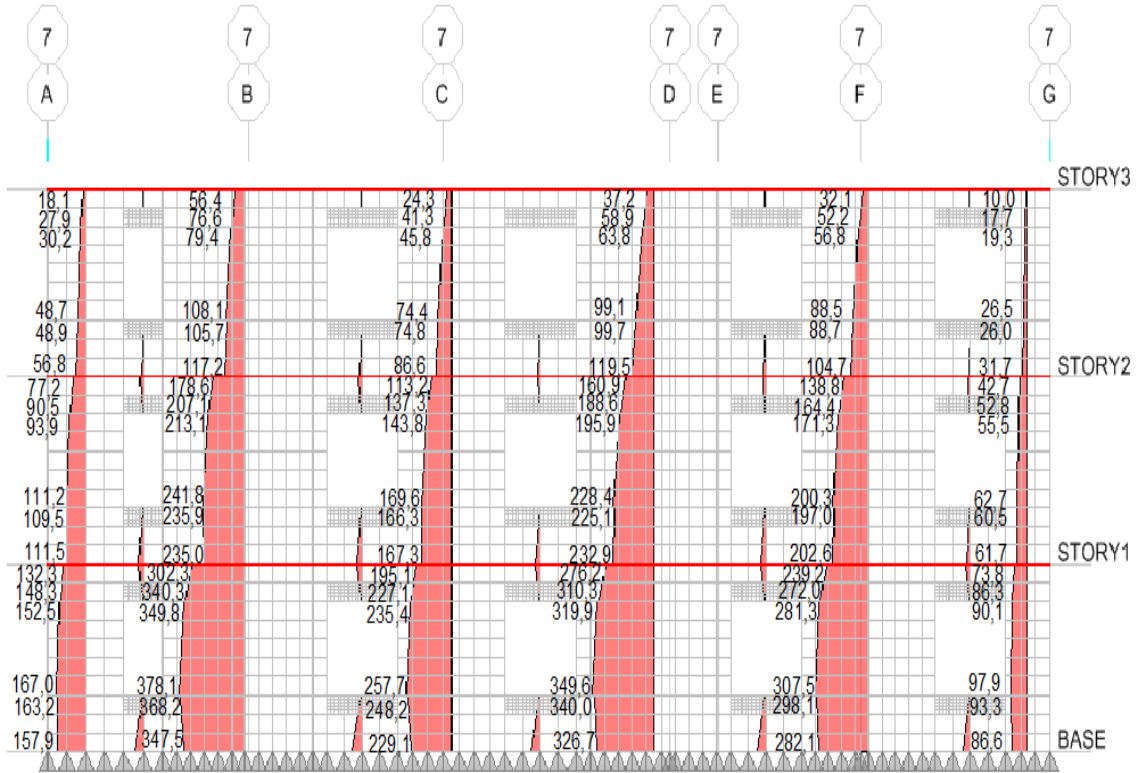 7 7 7 7 7 7 7
A B C D E F G
STORY3
18,1 56,4 24,3 37,2 32,1 10,0
27,9 76,6 41,3 58,9 52,2 17,7
30,2 79,4 45,8 63,8 56,8 19,3
48,7 108,1 74,4 99,1 88,5 26,5
48,9 105,7 74,8 99,7 88,7 26,0
56,8 117,2 86,6 119,5 104,7 31,7
STORY2
77,2 178,6 113,2 160,9 138,8 42,7
90,5 207,1 137,3 188,6 164,4 52,8
93,9 213,1 143,8 195,9 171,3 55,5
111,2 241,8 169,6 228,4 200,3 62,7
109,5 235,9 166,3 225,1 197,0 60,5
111,5 235,0 167,3 232,9 202,6 61,7
STORY1
132,3 302,3 195,1 276,2 239,2 73,8
148,3 340,3 227,1 310,3 272,0 86,3
152,5 349,8 235,4 319,9 281,3 90,1
167,0 378,1 257,7 349,6 307,5 97,9
163,2 368,2 248,2 340,0 298,1 93,3
157,9 347,5 229,1 326,7 282,1 86,6
BASE